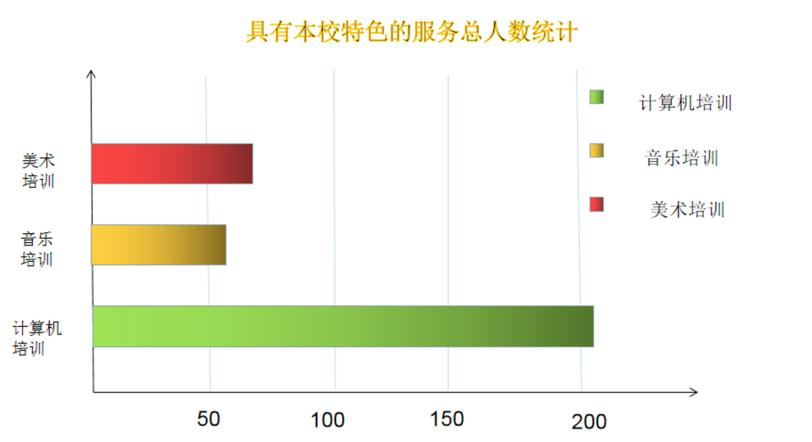 具有本校特色的服务总人数统计
计算机培训
音乐培训
美术培训
美术
培训
音乐
培训
计算机
培训
50 100 150 200